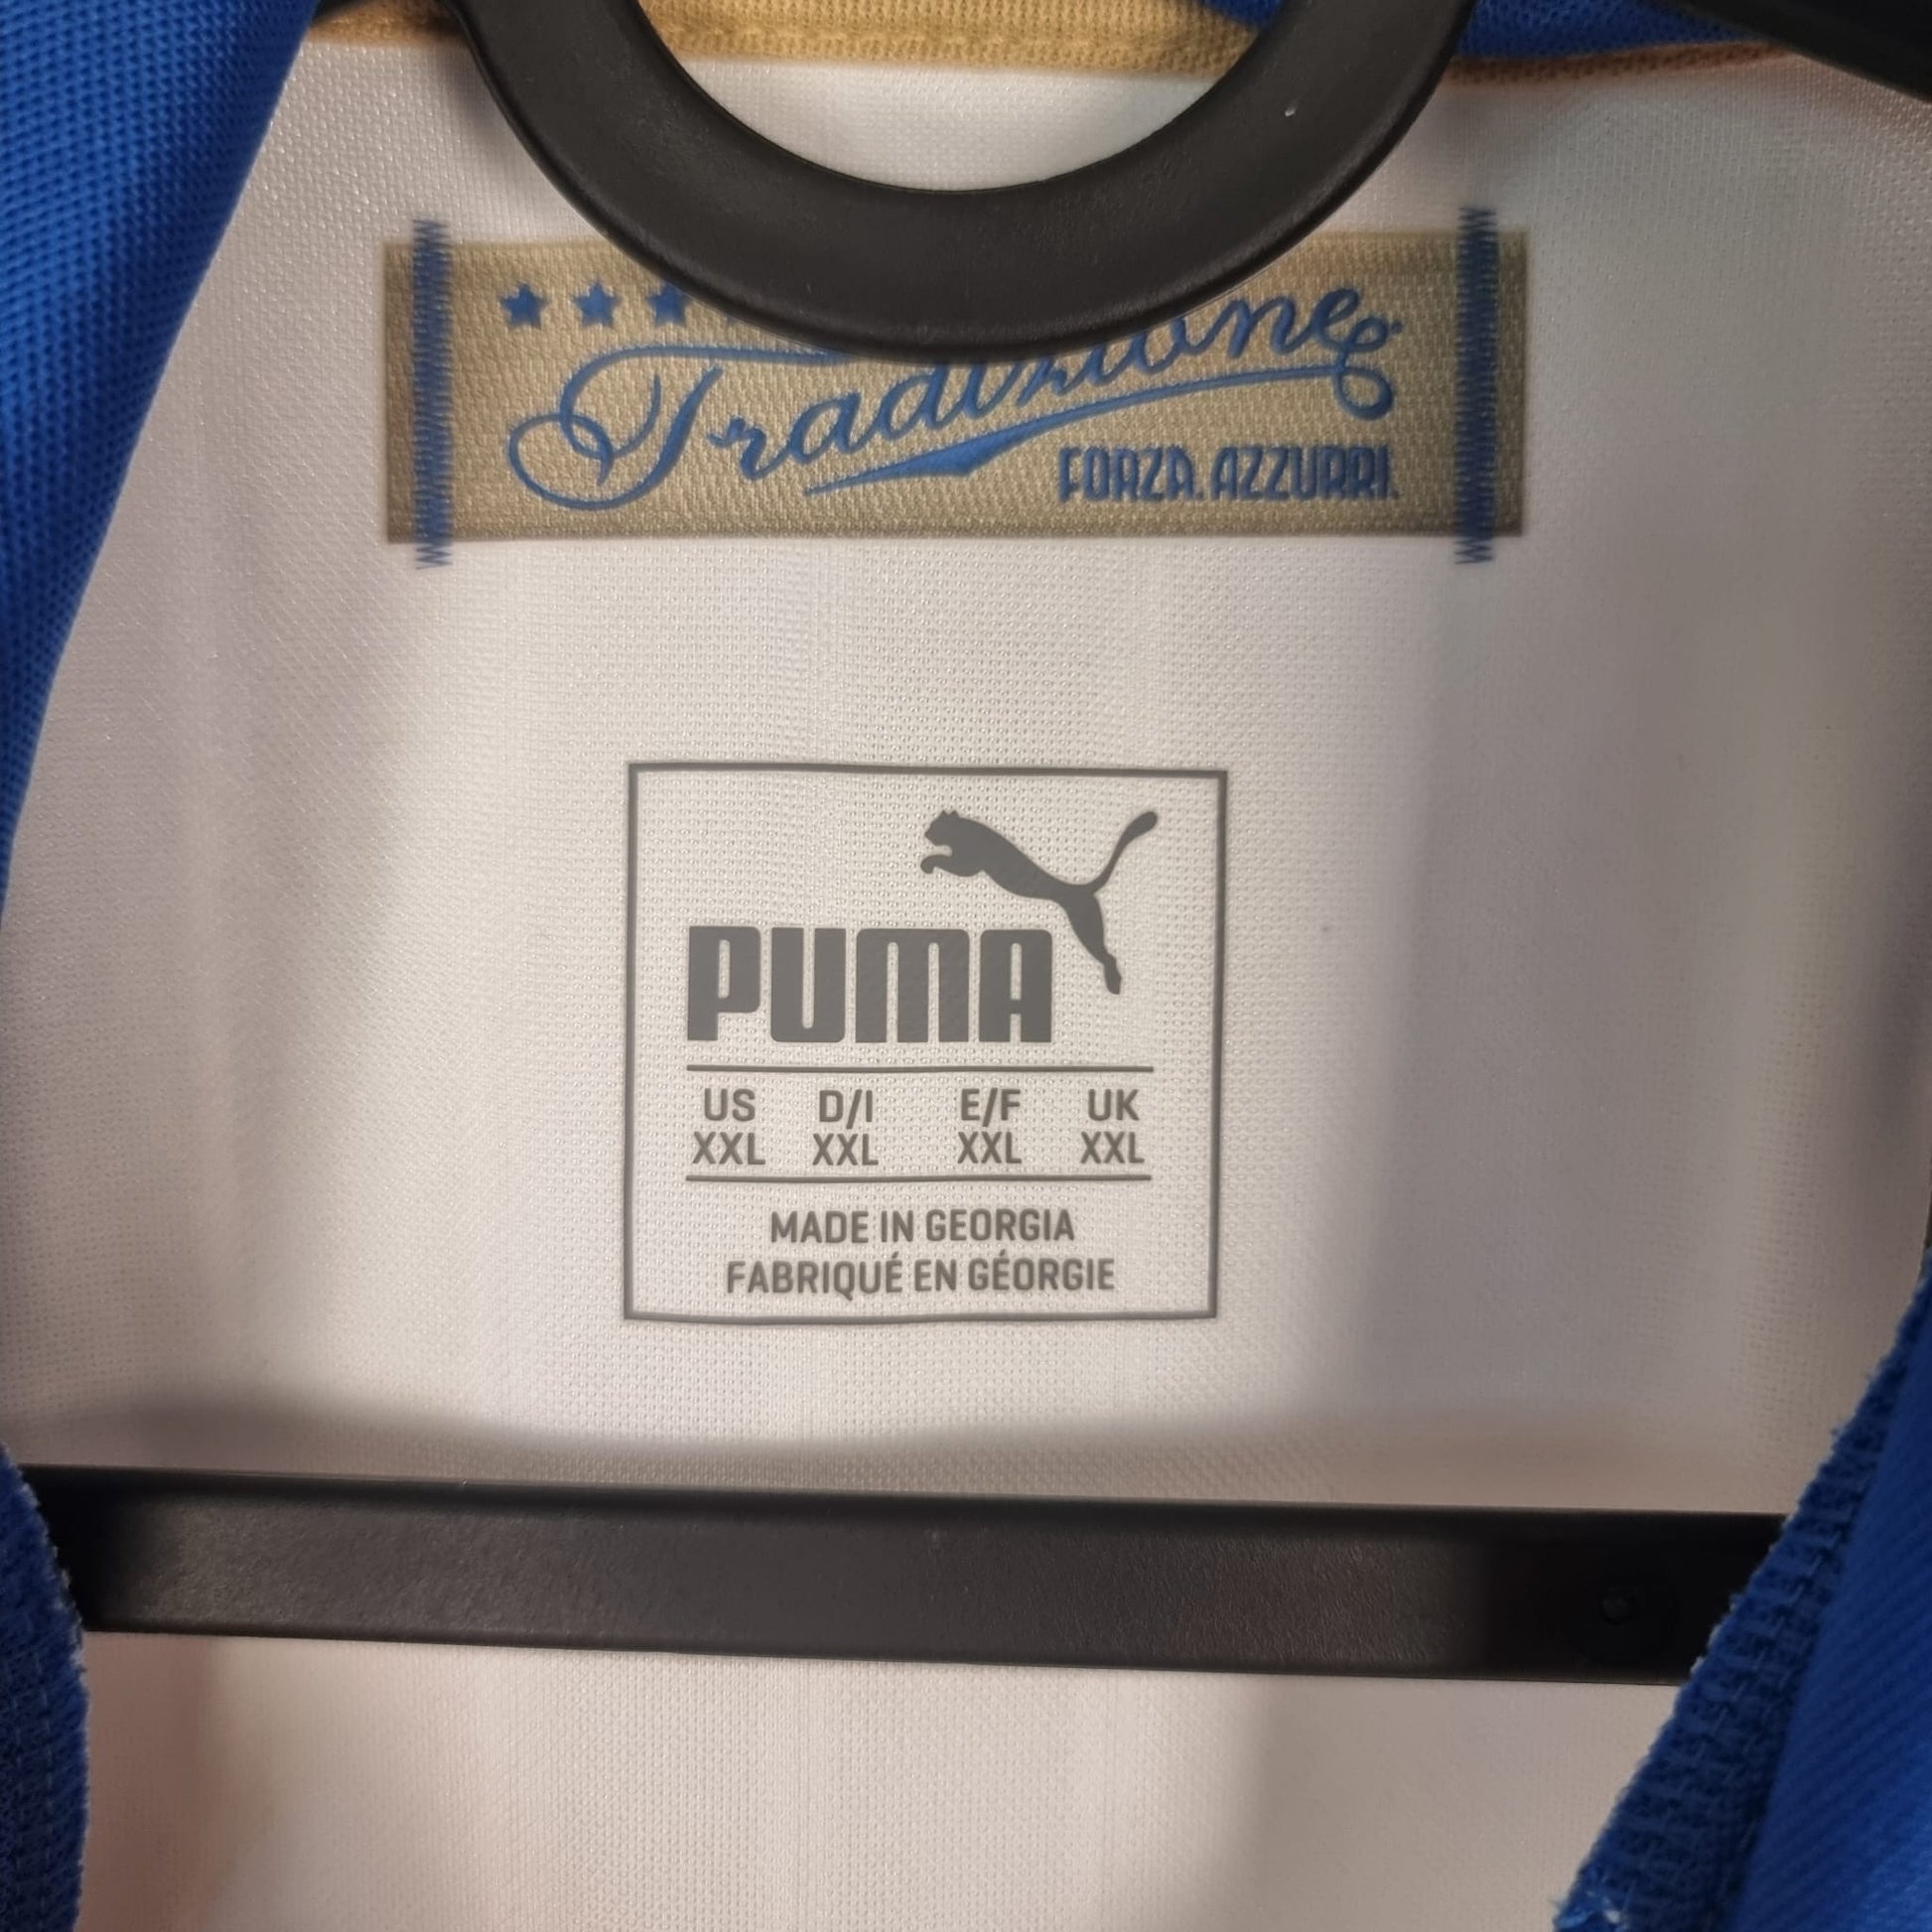 Tradizione
FORZA. AZZURRI.
PUMA
US D/I E/F UK
XXL XXL XXL XXL
MADE IN GEORGIA
FABRIQUÉ EN GÉORGIE